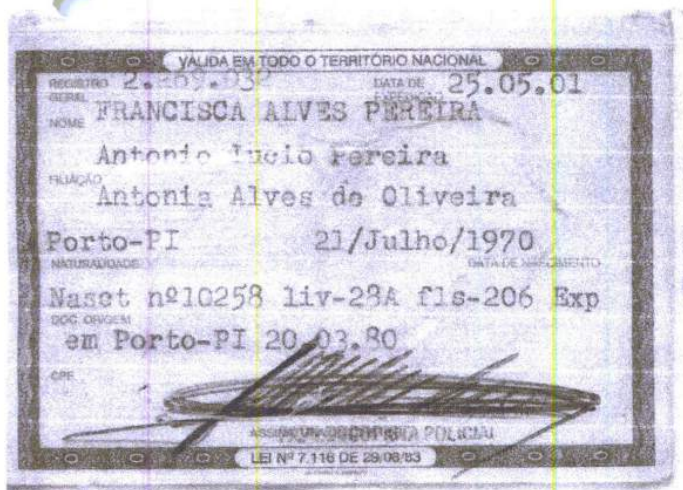 VÁLIDA EM TODO O TERRITÓRIO NACIONAL
REGISTRO GERAL DATA DE 25.05.01
NOME FRANCISCA ALVES PEREIRA
Antonio Lucio Pereira
FILIAÇÃO
Antonia Alves de Oliveira
Porto-PI 21/Julho/1970
NATURALIDADE DATA DE NASCIMENTO
Nasct nº10258 liv-28A fls-206 Exp
DOC ORIGEM
em Porto-PI 20.03.80
CPF
POLICIAL
LEI Nº 7.116 DE 29/08/83